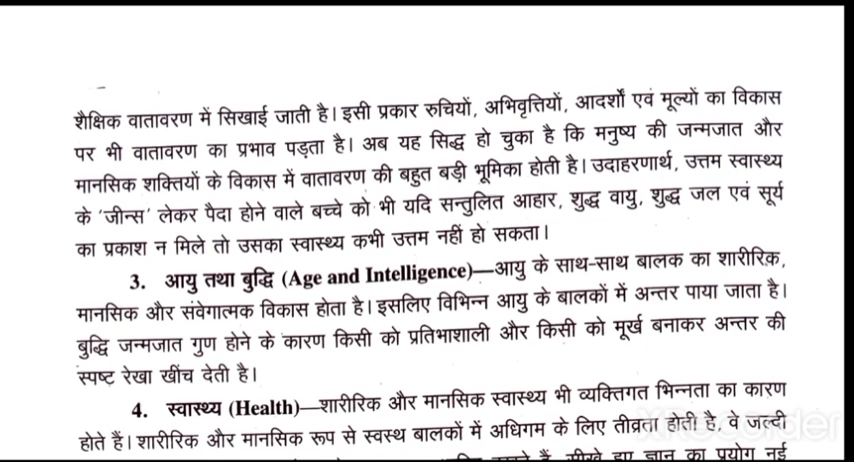 शैक्षिक वातावरण में सिखाई जाती है। इसी प्रकार रुचियों, अभिवृत्तियों, आदर्शों एवं मूल्यों का विकास
पर भी वातावरण का प्रभाव पड़ता है। अब यह सिद्ध हो चुका है कि मनुष्य की जन्मजात और
मानसिक शक्तियों के विकास में वातावरण की बहुत बड़ी भूमिका होती है। उदाहरणार्थ, उत्तम स्वास्थ्य
के 'जीन्स' लेकर पैदा होने वाले बच्चे को भी यदि सन्तुलित आहार, शुद्ध वायु, शुद्ध जल एवं सूर्य
का प्रकाश न मिले तो उसका स्वास्थ्य कभी उत्तम नहीं हो सकता।
3. आयु तथा बुद्धि (Age and Intelligence)—आयु के साथ-साथ बालक का शारीरिक,
मानसिक और संवेगात्मक विकास होता है। इसलिए विभिन्न आयु के बालकों में अन्तर पाया जाता है।
बुद्धि जन्मजात गुण होने के कारण किसी को प्रतिभाशाली और किसी को मूर्ख बनाकर अन्तर की
स्पष्ट रेखा खींच देती है।
4. स्वास्थ्य (Health)—शारीरिक और मानसिक स्वास्थ्य भी व्यक्तिगत भिन्नता का कारण
होते हैं। शारीरिक और मानसिक रूप से स्वस्थ बालकों में अधिगम के लिए तीव्रता होती है, वे जल्दी
हैं, सीखे हुए ज्ञान का प्रयोग नई
XRecorder